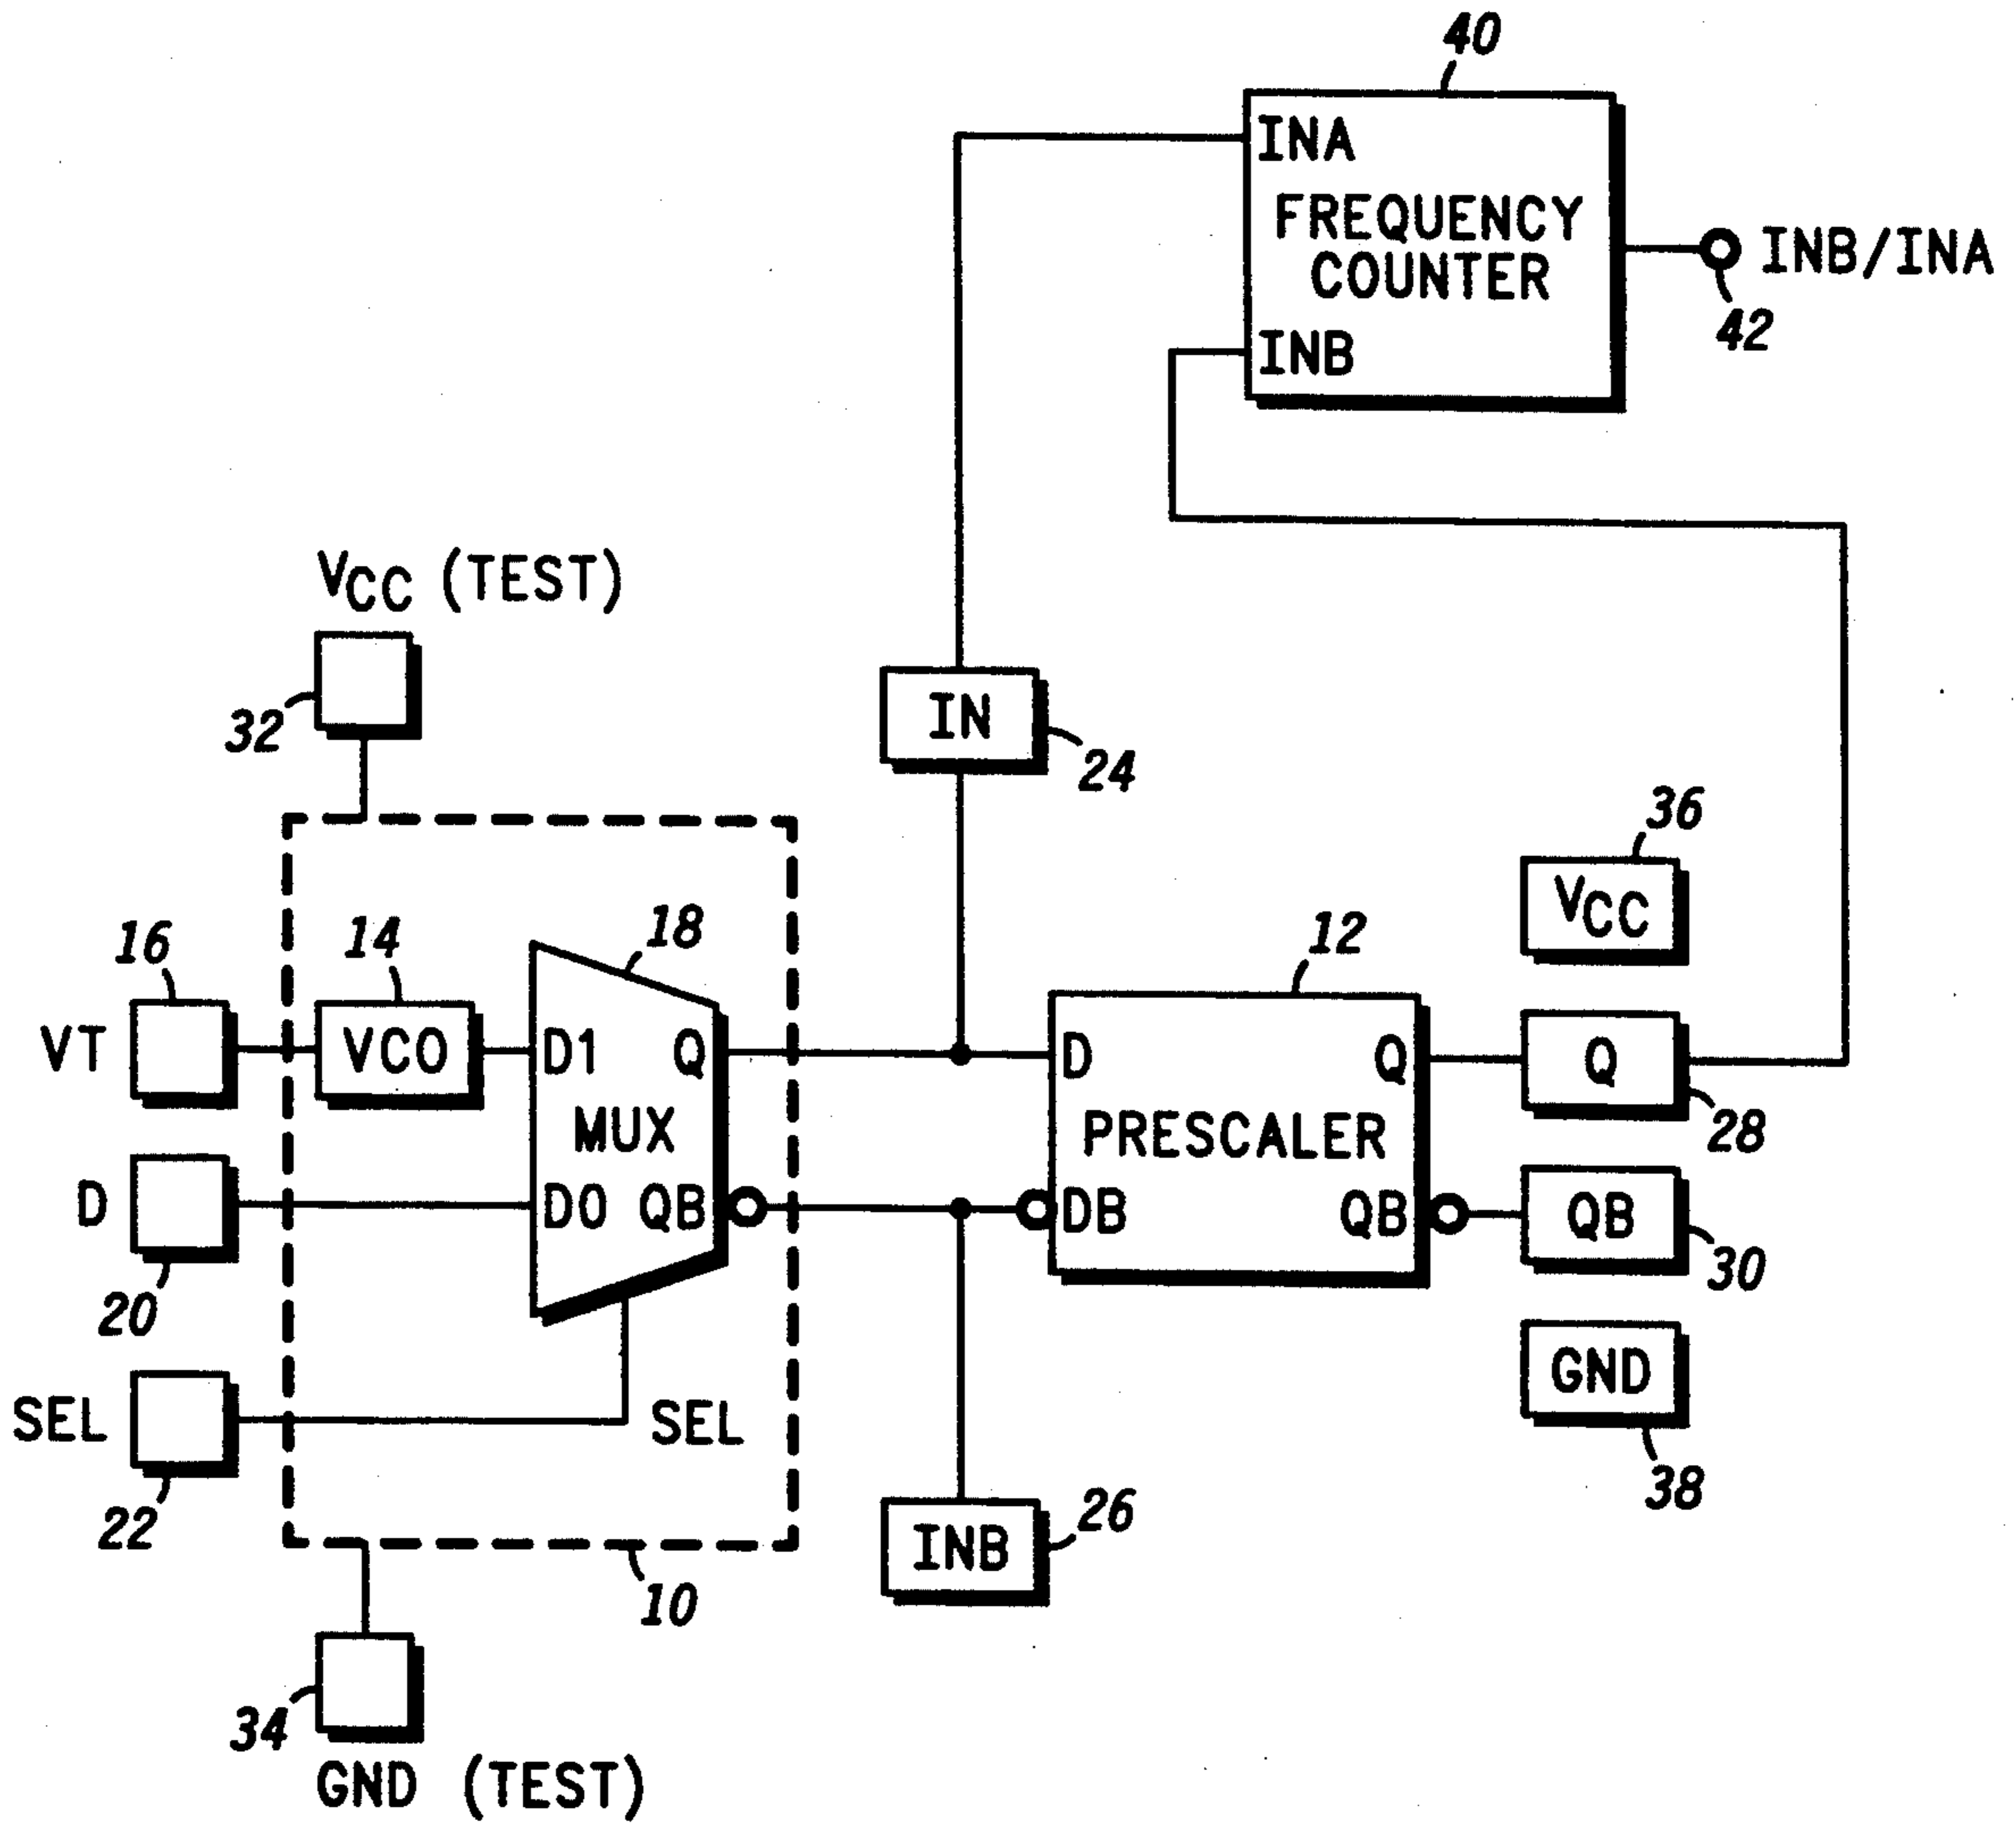 40
INA
FREQUENCY
COUNTER
INB
INB/INA
42
VCC (TEST)
32
IN
24
36
VCC
16
14
18
12
VT
VCO
D1
Q
MUX
D
Q
PRESCALER
Q
28
D
D0
QB
DB
QB
QB
30
20
GND
38
SEL
SEL
22
INB
26
10
34
GND (TEST)